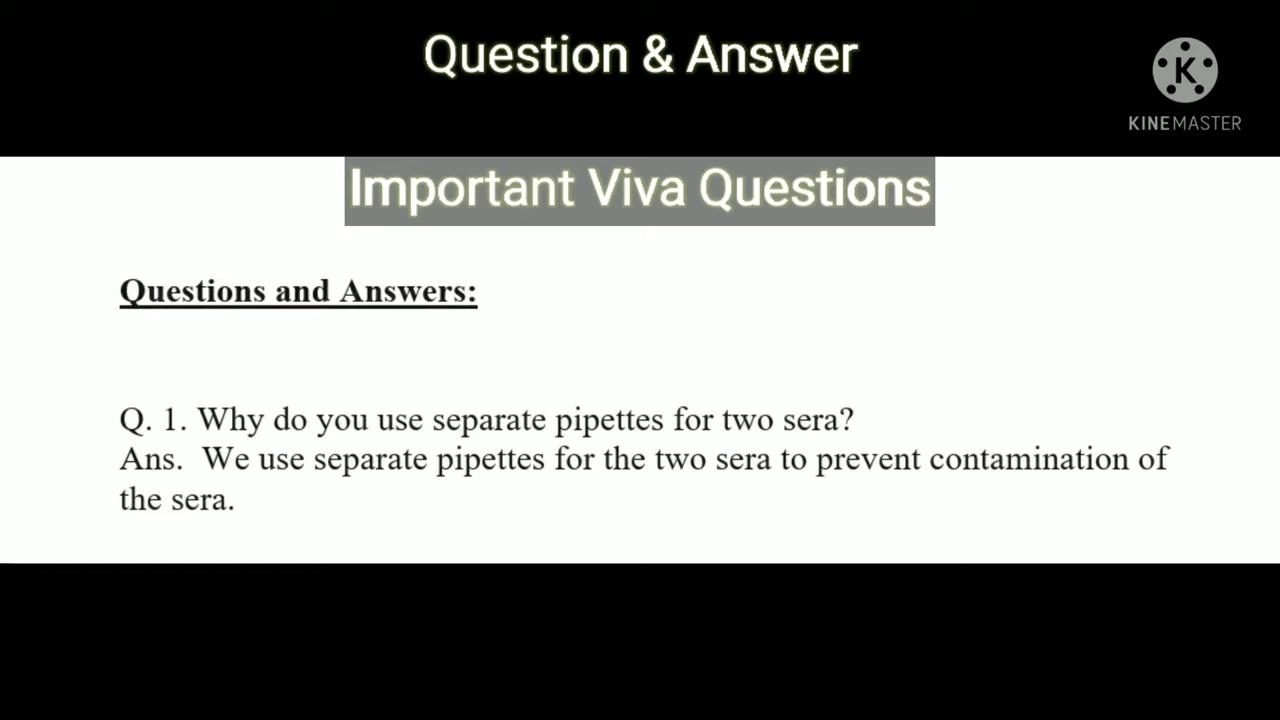 Question & Answer
K
KINEMASTER
Important Viva Questions
Questions and Answers:
Q. 1. Why do you use separate pipettes for two sera?
Ans.  We use separate pipettes for the two sera to prevent contamination of
the sera.